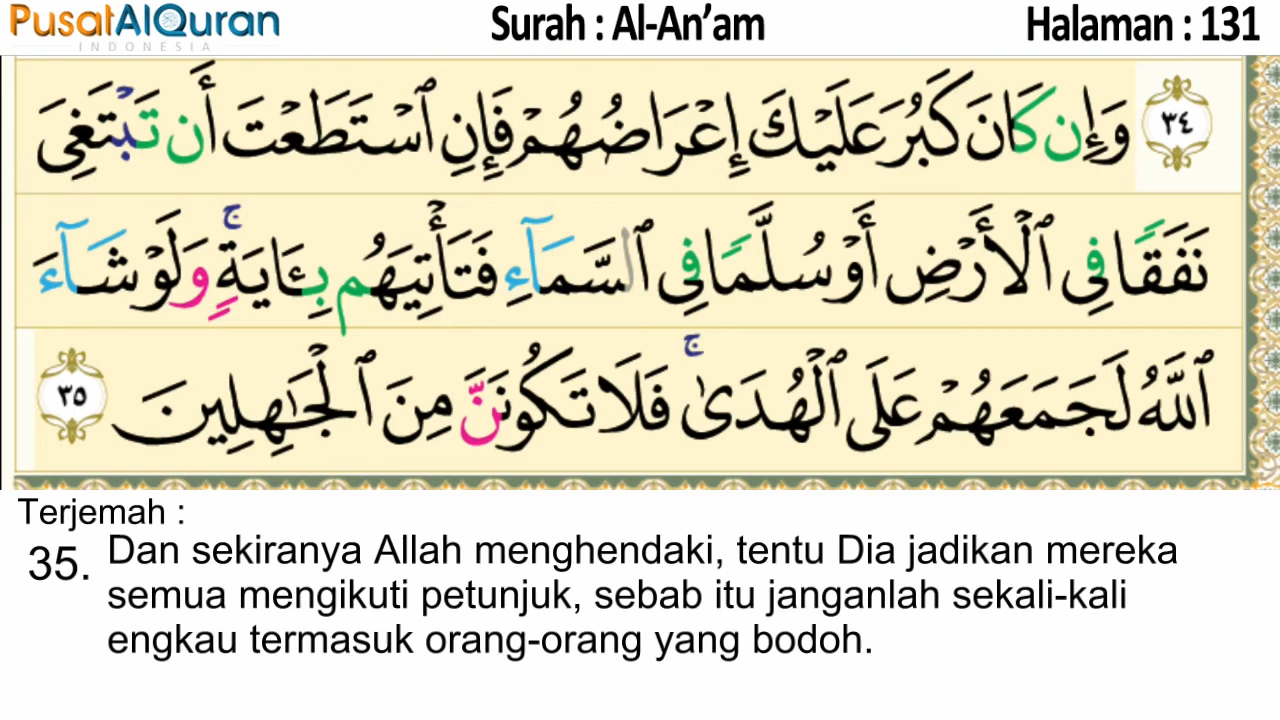 PusatAlQuran
INDONESIA
Surah : Al-An’am
Halaman : 131
٣٤ وَإِن كَانَ كَبُرَ عَلَيْكَ إِعْرَاضُهُمْ فَإِنِ ٱسْتَطَعْتَ أَن تَبْتَغِىَ
نَفَقًا فِى ٱلْأَرْضِ أَوْ سُلَّمًا فِى ٱلسَّمَآءِ فَتَأْتِيَهُم بِـَٔايَةٍ ۚ وَلَوْ شَآءَ
ٱللَّهُ لَجَمَعَهُمْ عَلَى ٱلْهُدَىٰ ۚ فَلَا تَكُونَنَّ مِنَ ٱلْجَـٰهِلِينَ ٣٥
Terjemah :
35. Dan sekiranya Allah menghendaki, tentu Dia jadikan mereka
semua mengikuti petunjuk, sebab itu janganlah sekali-kali
engkau termasuk orang-orang yang bodoh.